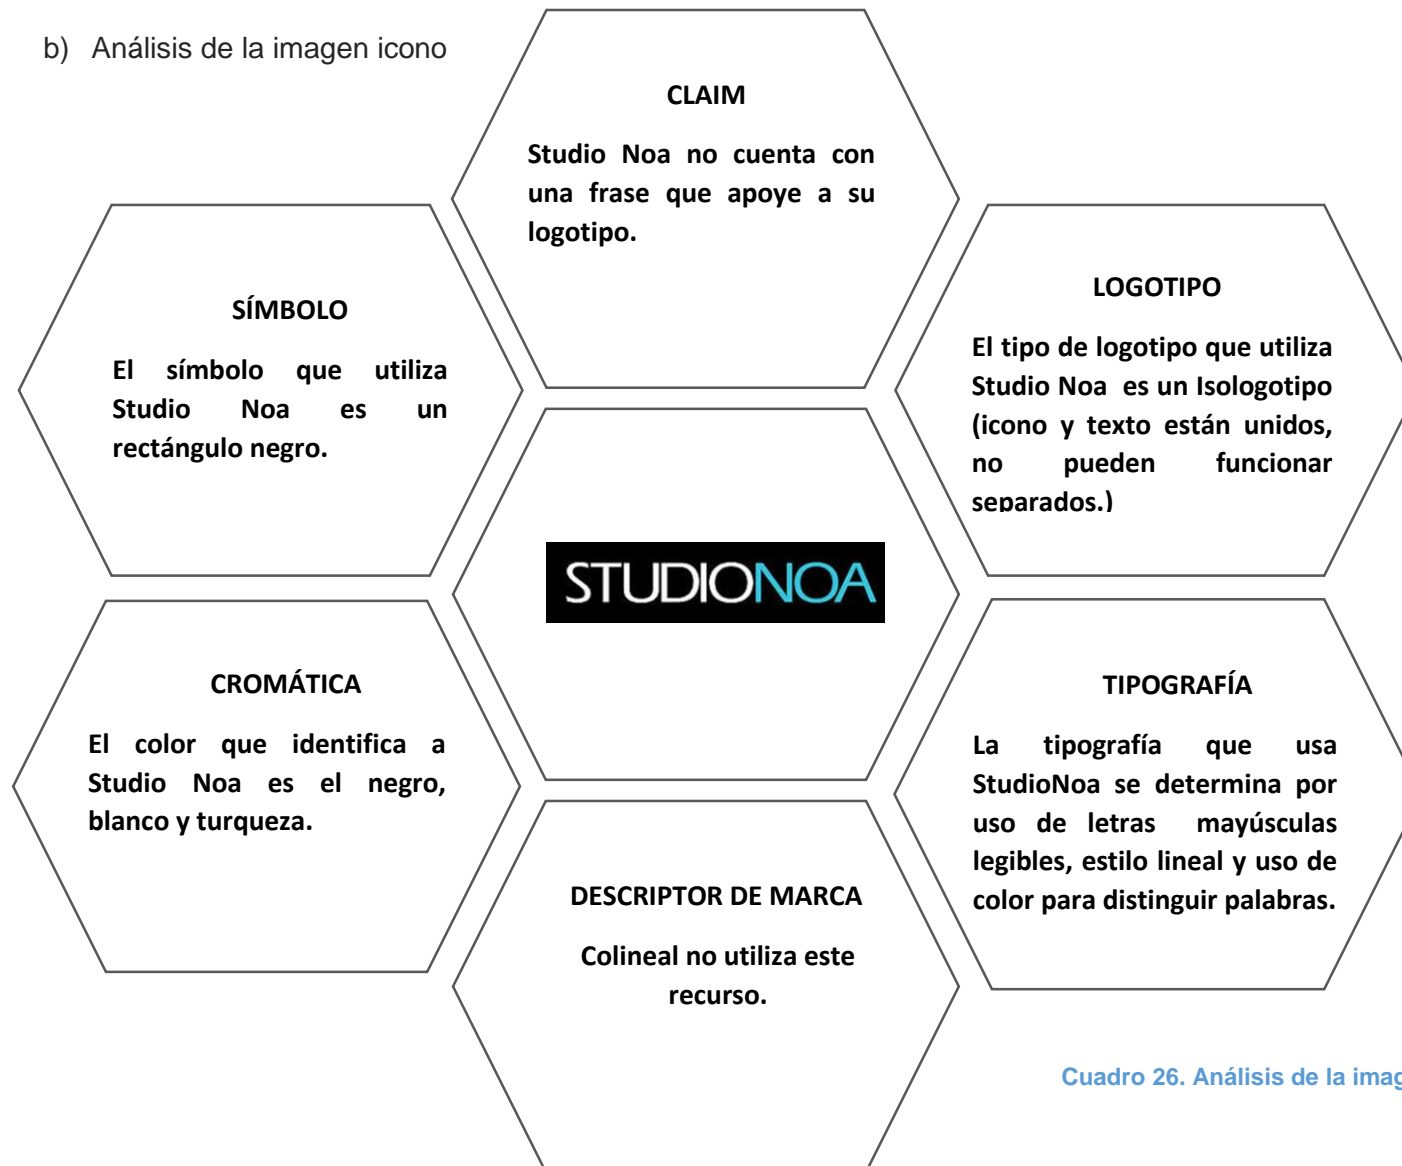 b) Análisis de la imagen icono
CLAIM
Studio Noa no cuenta con
una frase que apoye a su
logotipo.
SÍMBOLO
El símbolo que utiliza
Studio Noa es un
rectángulo negro.
LOGOTIPO
El tipo de logotipo que utiliza
Studio Noa es un Isologotipo
(icono y texto están unidos,
no pueden funcionar
separados.)
STUDIONOA
CROMÁTICA
El color que identifica a
Studio Noa es el negro,
blanco y turqueza.
TIPOGRAFÍA
La tipografía que usa
StudioNoa se determina por
uso de letras mayúsculas
legibles, estilo lineal y uso de
color para distinguir palabras.
DESCRIPTOR DE MARCA
Colineal no utiliza este
recurso.
Cuadro 26. Análisis de la imag